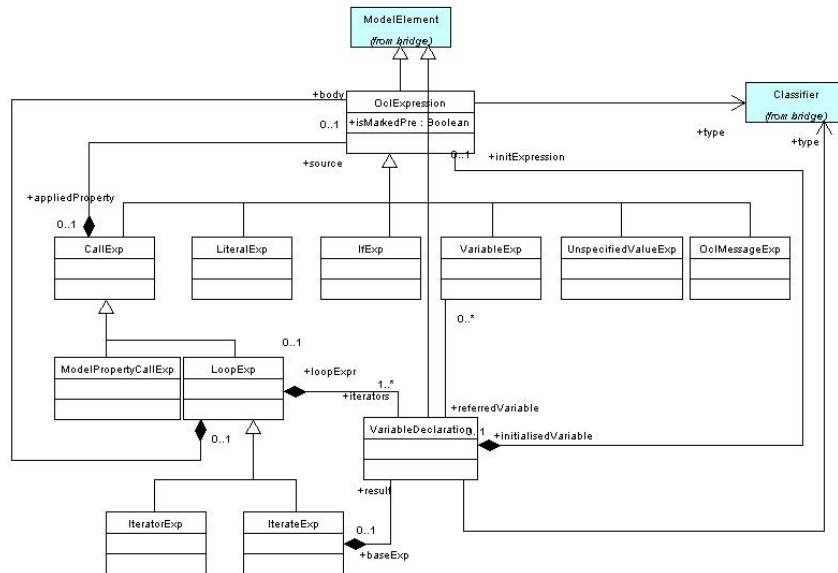 ModelElement
(from bridge)
+body
OclExpression
Classifier
(from bridge)
0..1
+isMarkedPre : Boolean
+type
+type
+source
0..1
+initExpression
+appliedProperty
0..1
CallExp
LiteralExp
IfExp
VariableExp
UnspecifiedValueExp
OclMessageExp
0..*
0..1
ModelPropertyCallExp
LoopExp
+loopExpr
1..*
+iterators
+referredVariable
0..1
VariableDeclaration
0..1
+initialisedVariable
+result
IteratorExp
IterateExp
0..1
+baseExp